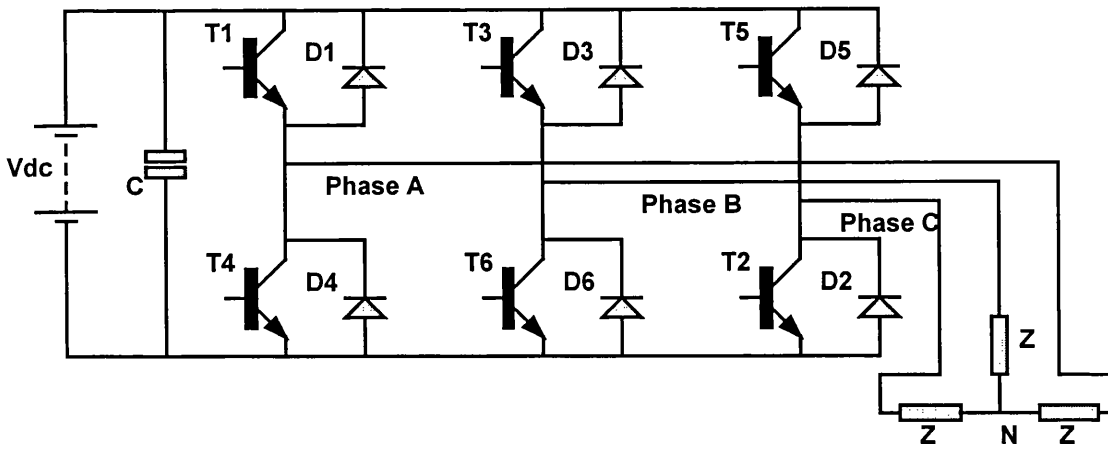 T1
D1
T3
D3
T5
D5
Vdc
C
Phase A
Phase B
Phase C
T4
D4
T6
D6
T2
D2
Z
Z
N
Z